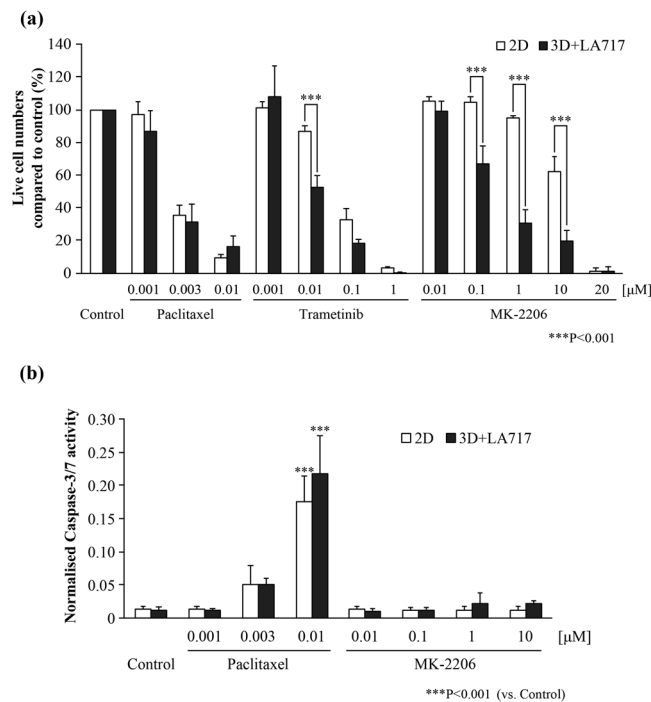 (a)
2D 3D+LA717
Live cell numbers
compared to control (%)
140
120
100
80
60
40
20
0
*** *** *** ***
0.001 0.003 0.01 0.001 0.01 0.1 1 0.01 0.1 1 10 20 [μM]
Control Paclitaxel Trametinib MK-2206
***P<0.001
(b)
2D 3D+LA717
Normalised Caspase-3/7 activity
0.30
0.25
0.20
0.15
0.10
0.05
0
*** ***
0.001 0.003 0.01 0.01 0.1 1 10 [μM]
Control Paclitaxel MK-2206
***P<0.001 (vs. Control)